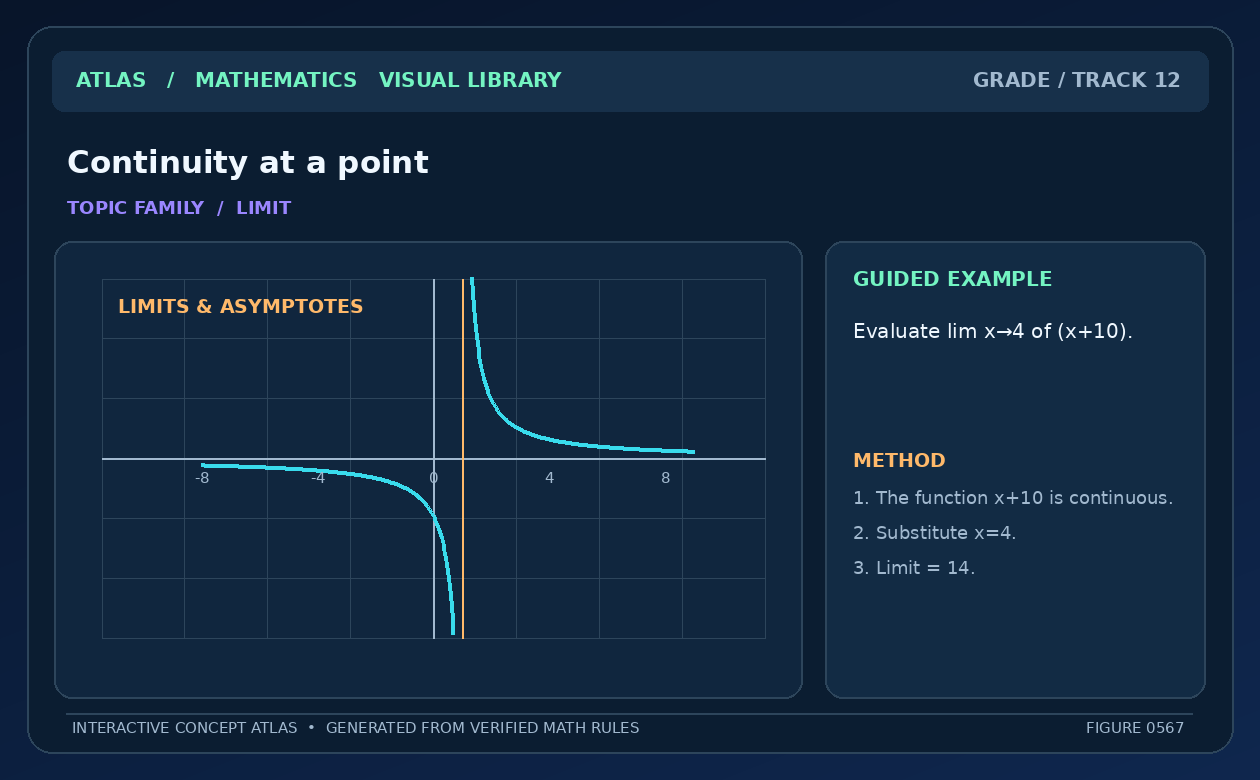 ATLAS / MATHEMATICS VISUAL LIBRARY
GRADE / TRACK 12
Continuity at a point
TOPIC FAMILY / LIMIT
LIMITS & ASYMPTOTES
-8 -4 0 4 8
GUIDED EXAMPLE
Evaluate lim x→4 of (x+10).
METHOD
1. The function x+10 is continuous.
2. Substitute x=4.
3. Limit = 14.
INTERACTIVE CONCEPT ATLAS • GENERATED FROM VERIFIED MATH RULES
FIGURE 0567